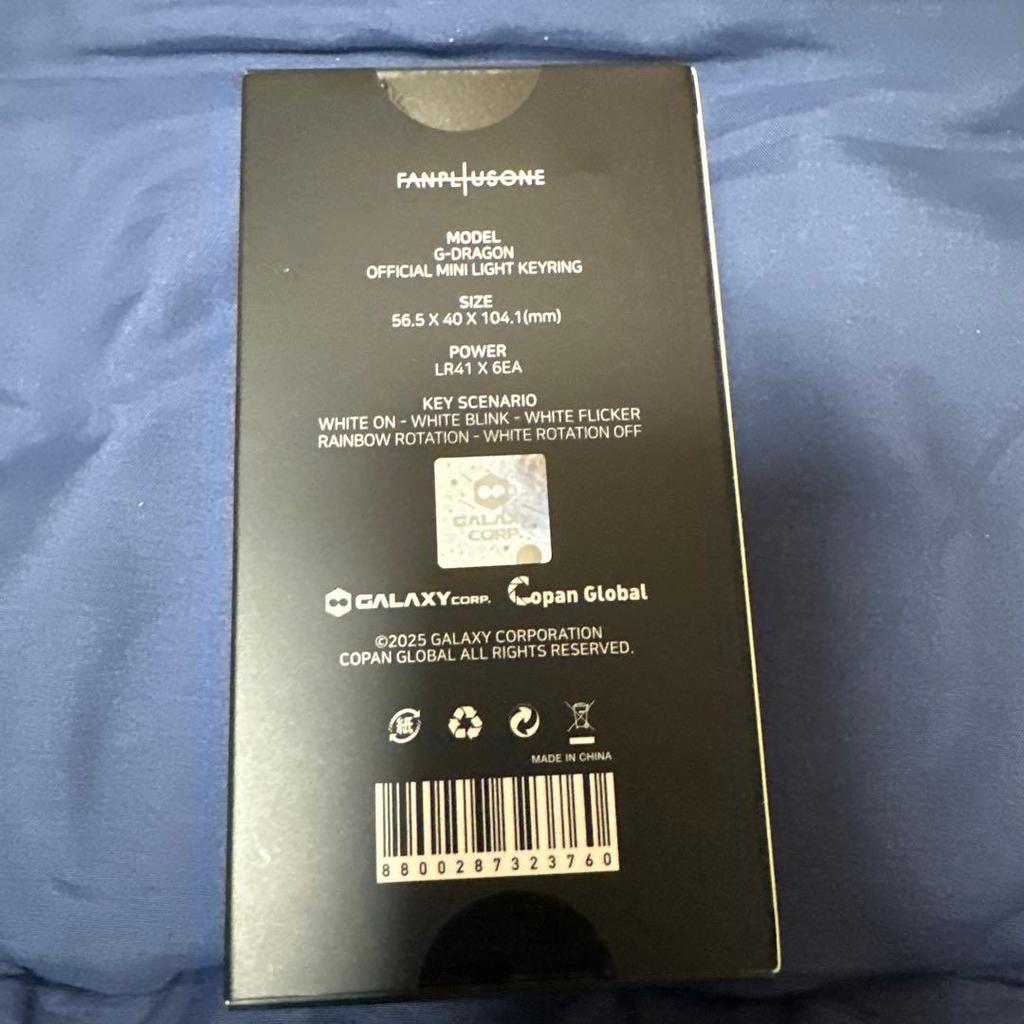 FANPLUSONE
MODEL
G-DRAGON
OFFICIAL MINI LIGHT KEYRING
SIZE
56.5 X 40 X 104.1(mm)
POWER
LR41 X 6EA
KEY SCENARIO
WHITE ON - WHITE BLINK - WHITE FLICKER
RAINBOW ROTATION - WHITE ROTATION OFF
GALAXY
CORP.
GALAXY CORP. Copan Global
©2025 GALAXY CORPORATION
COPAN GLOBAL ALL RIGHTS RESERVED.
紙
MADE IN CHINA
8800287323760